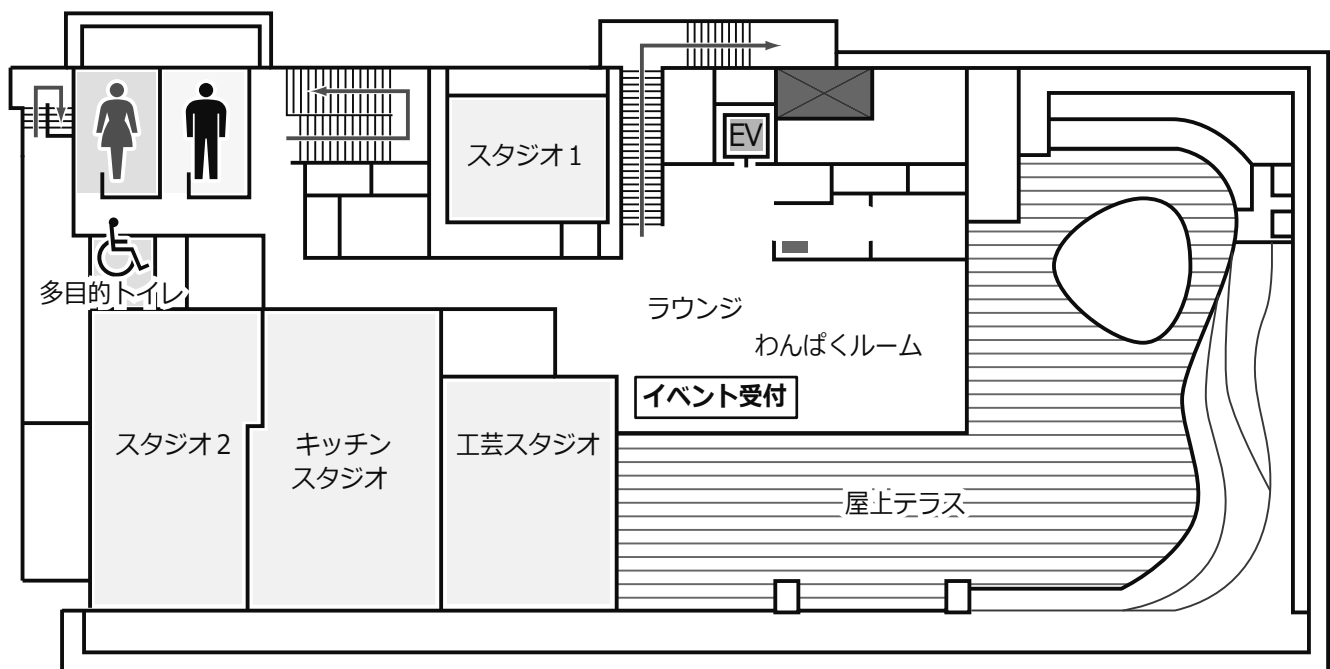 スタジオ1
EV
多目的トイレ
ラウンジ
わんぱくルーム
イベント受付
スタジオ2
キッチン
スタジオ
工芸スタジオ
屋上テラス